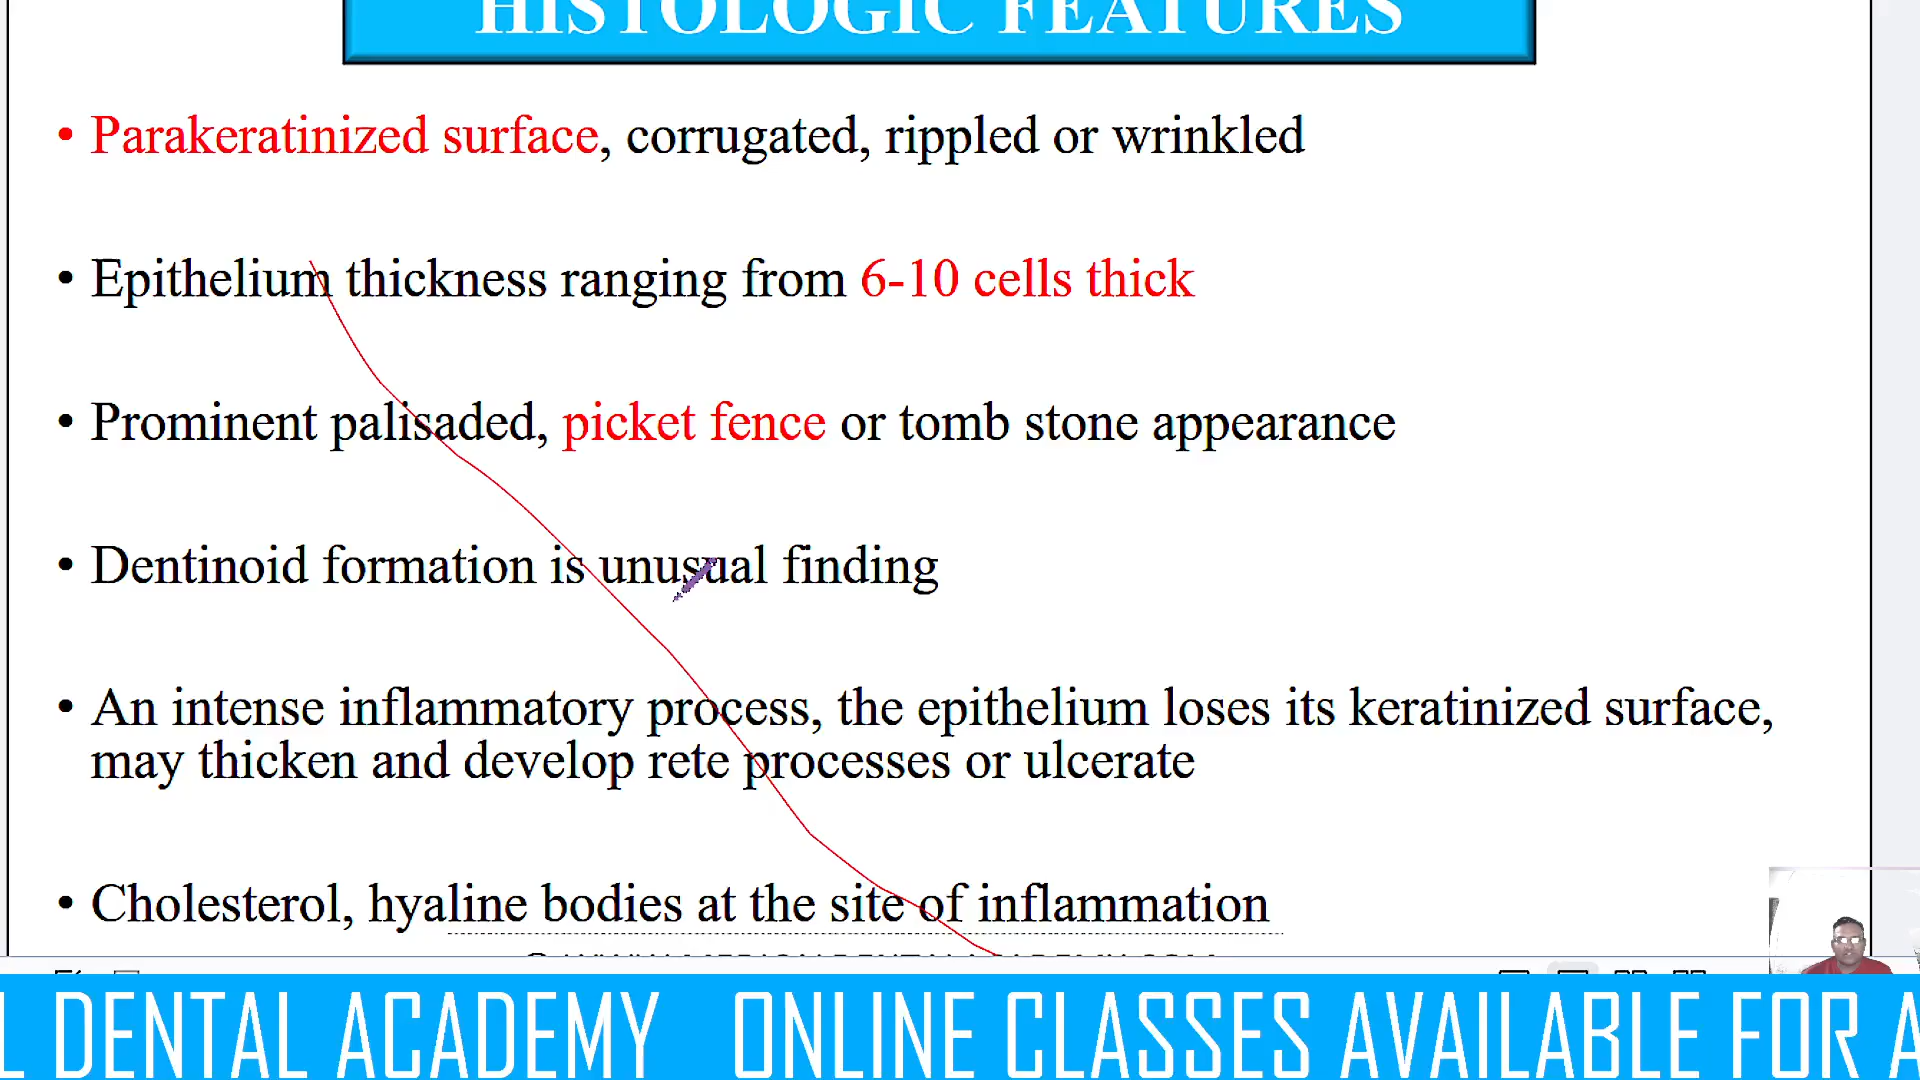 HISTOLOGIC FEATURES
• Parakeratinized surface, corrugated, rippled or wrinkled
• Epithelium thickness ranging from 6-10 cells thick
• Prominent palisaded, picket fence or tomb stone appearance
• Dentinoid formation is unusual finding
• An intense inflammatory process, the epithelium loses its keratinized surface,
may thicken and develop rete processes or ulcerate
• Cholesterol, hyaline bodies at the site of inflammation
L DENTAL ACADEMY ONLINE CLASSES AVAILABLE FOR A